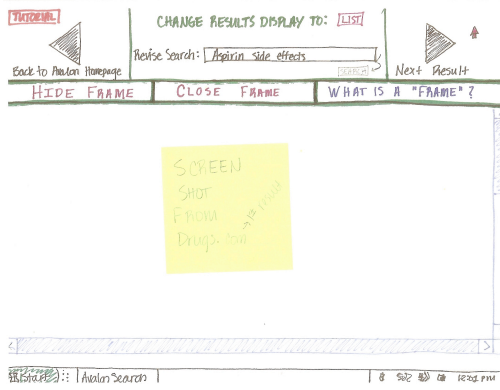 TUTORIAL
CHANGE RESULTS DISPLAY TO: LIST
Revise Search: Aspirin side effects
SEARCH
Back to Avalon Homepage
Next Result
HIDE FRAME
CLOSE FRAME
WHAT IS A "FRAME"?
SCREEN
SHOT
FROM
Drugs.com
Start
Avalon Search
12:01 PM